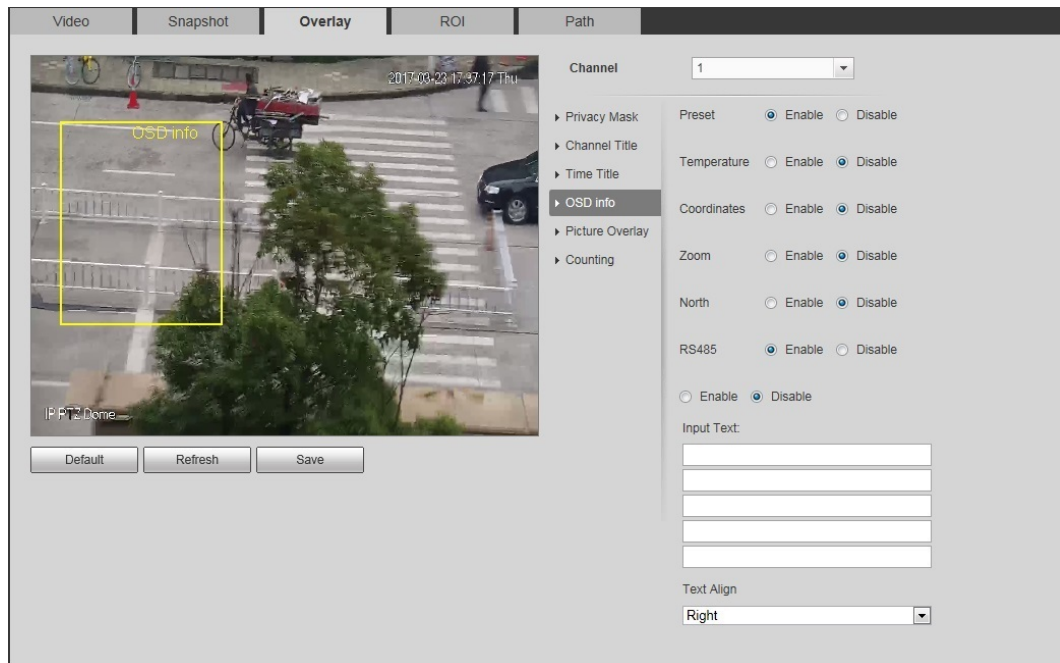 Video Snapshot Overlay ROI Path
2017-03-23 17:37:17 Thu
OSD info
IP PTZ Dome
Default Refresh Save
Channel 1
Privacy Mask
Channel Title
Time Title
OSD info
Picture Overlay
Counting
Preset Enable Disable
Temperature Enable Disable
Coordinates Enable Disable
Zoom Enable Disable
North Enable Disable
RS485 Enable Disable
Enable Disable
Input Text:
Text Align
Right